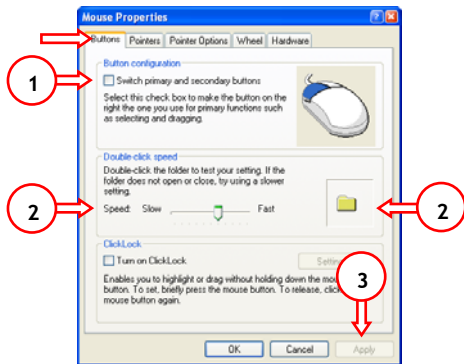 Mouse Properties
Buttons Pointers Pointer Options Wheel Hardware
Button configuration
1
Switch primary and secondary buttons
Select this check box to make the button on the
right the one you use for primary functions such
as selecting and dragging.
Double-click speed
Double-click the folder to test your setting. If the
folder does not open or close, try using a slower
setting.
2
Speed: Slow Fast
2
ClickLock
Turn on ClickLock
Enables you to highlight or drag without holding down the
button. To set, briefly press the mouse button. To release,
mouse button again.
3
OK Cancel Apply